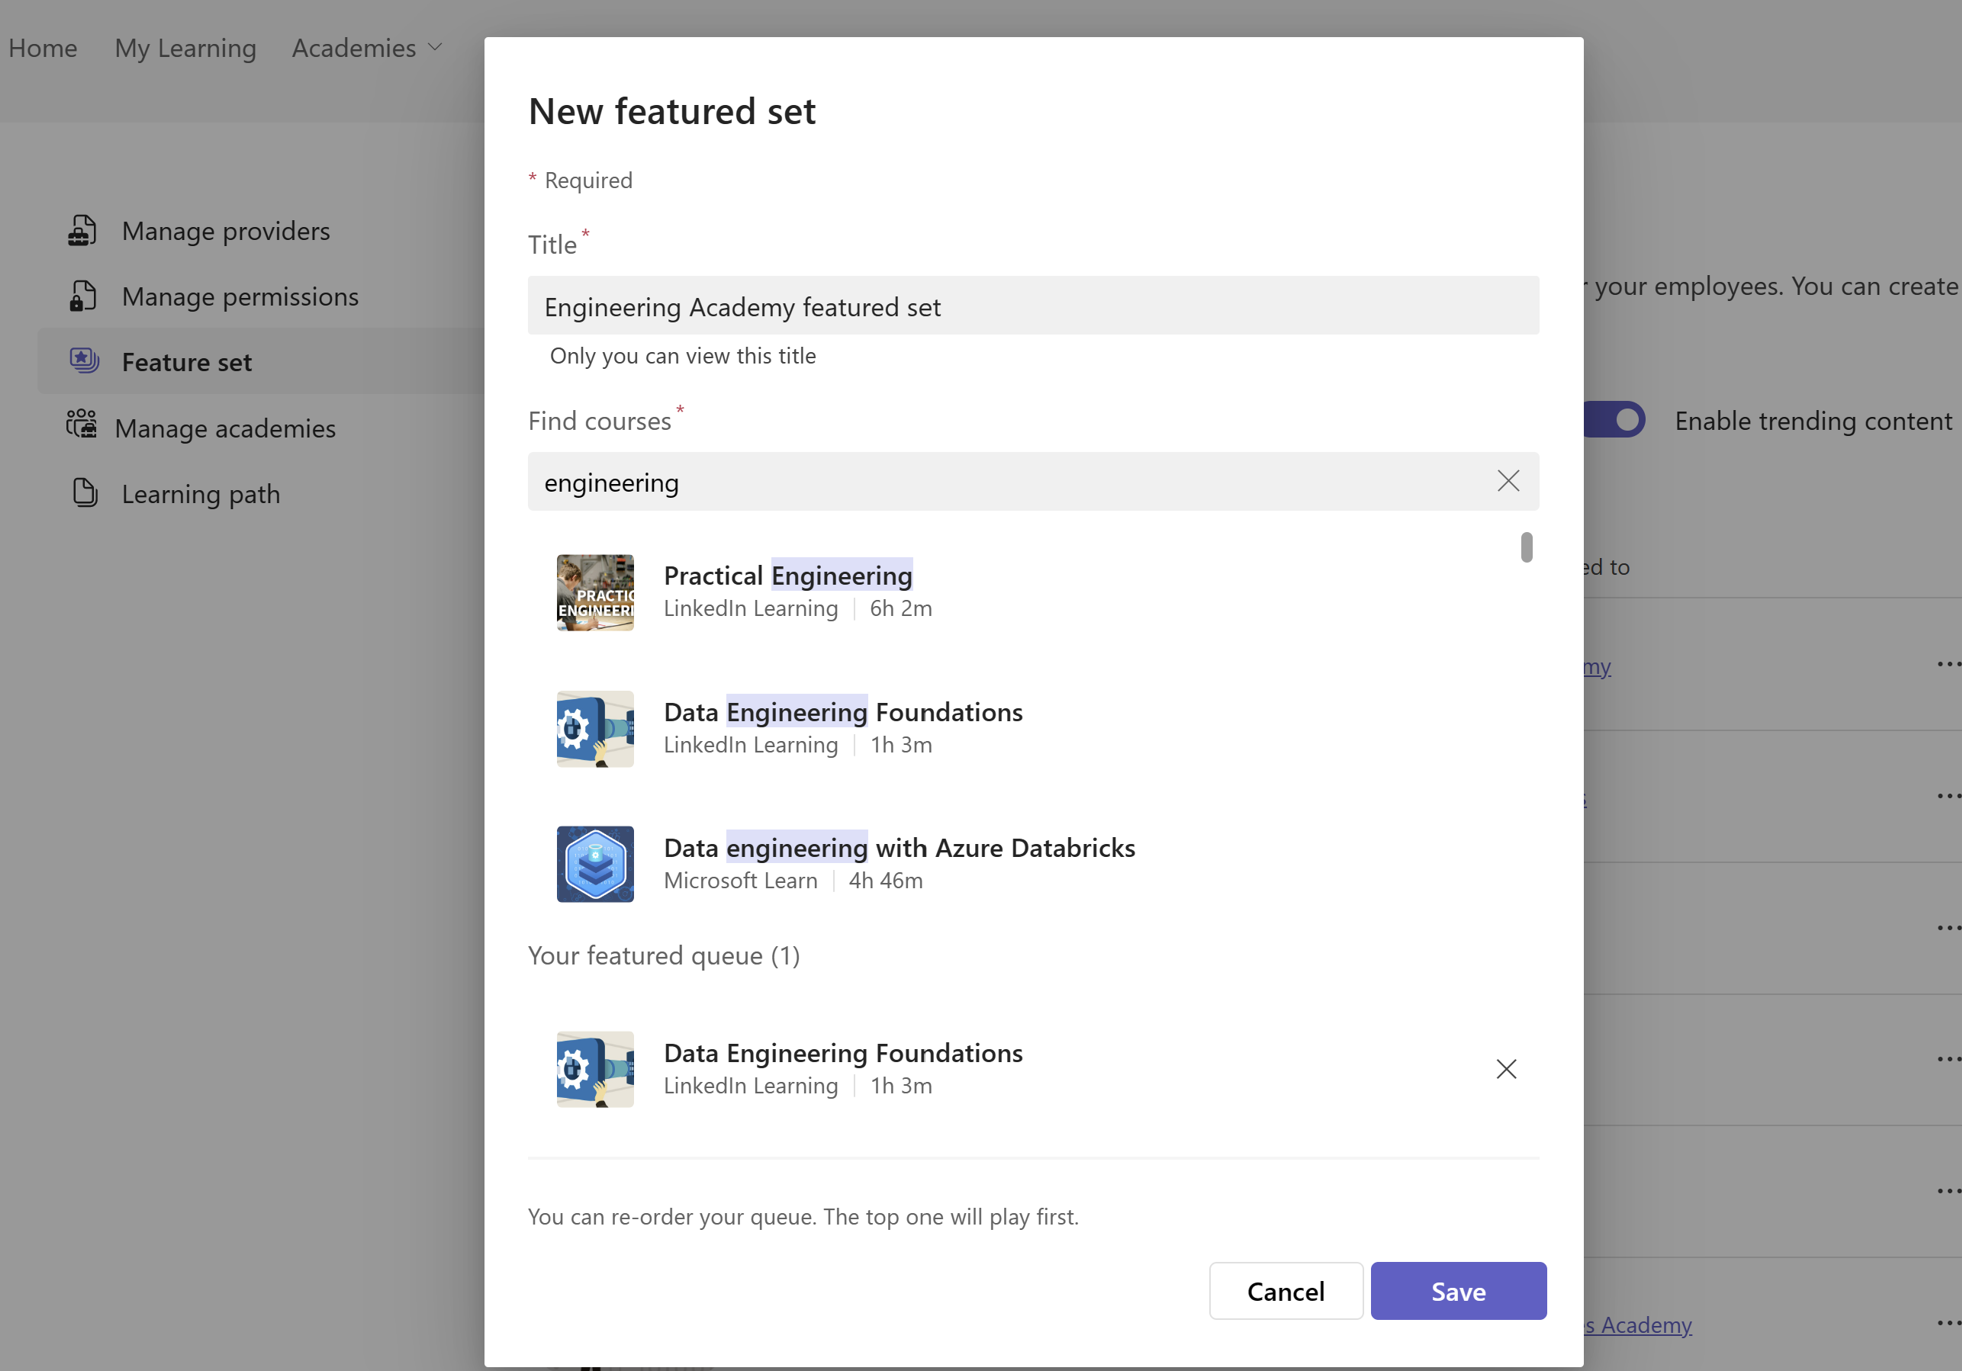 Home My Learning Academies
New featured set
* Required
Manage providers
Title *
Manage permissions
r your employees. You can create
Engineering Academy featured set
Only you can view this title
Feature set
Find courses *
Enable trending content
Manage academies
engineering
Learning path
ed to
Practical Engineering
LinkedIn Learning | 6h 2m
PRACTIC
ENGINEERI
my
Data Engineering Foundations
LinkedIn Learning | 1h 3m
s
Data engineering with Azure Databricks
Microsoft Learn | 4h 46m
Your featured queue (1)
Data Engineering Foundations
LinkedIn Learning | 1h 3m
You can re-order your queue. The top one will play first.
Cancel Save
s Academy